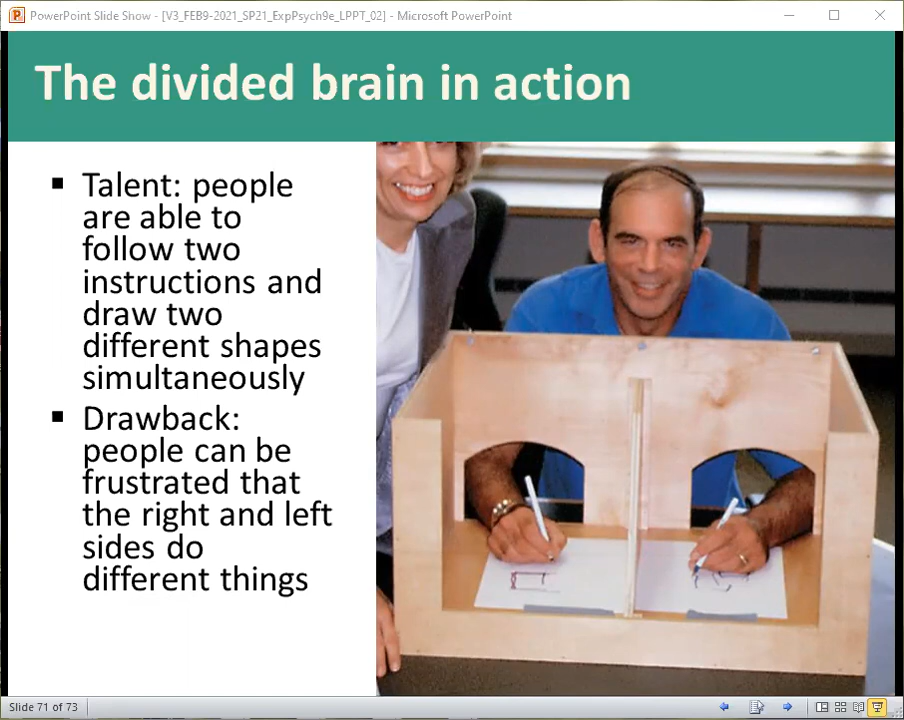 PowerPoint Slide Show - [V3_FEB9-2021_SP21_ExpPsych9e_LPPT_02] - Microsoft PowerPoint
The divided brain in action
▪ Talent: people
are able to
follow two
instructions and
draw two
different shapes
simultaneously
▪ Drawback:
people can be
frustrated that
the right and left
sides do
different things
Slide 71 of 73